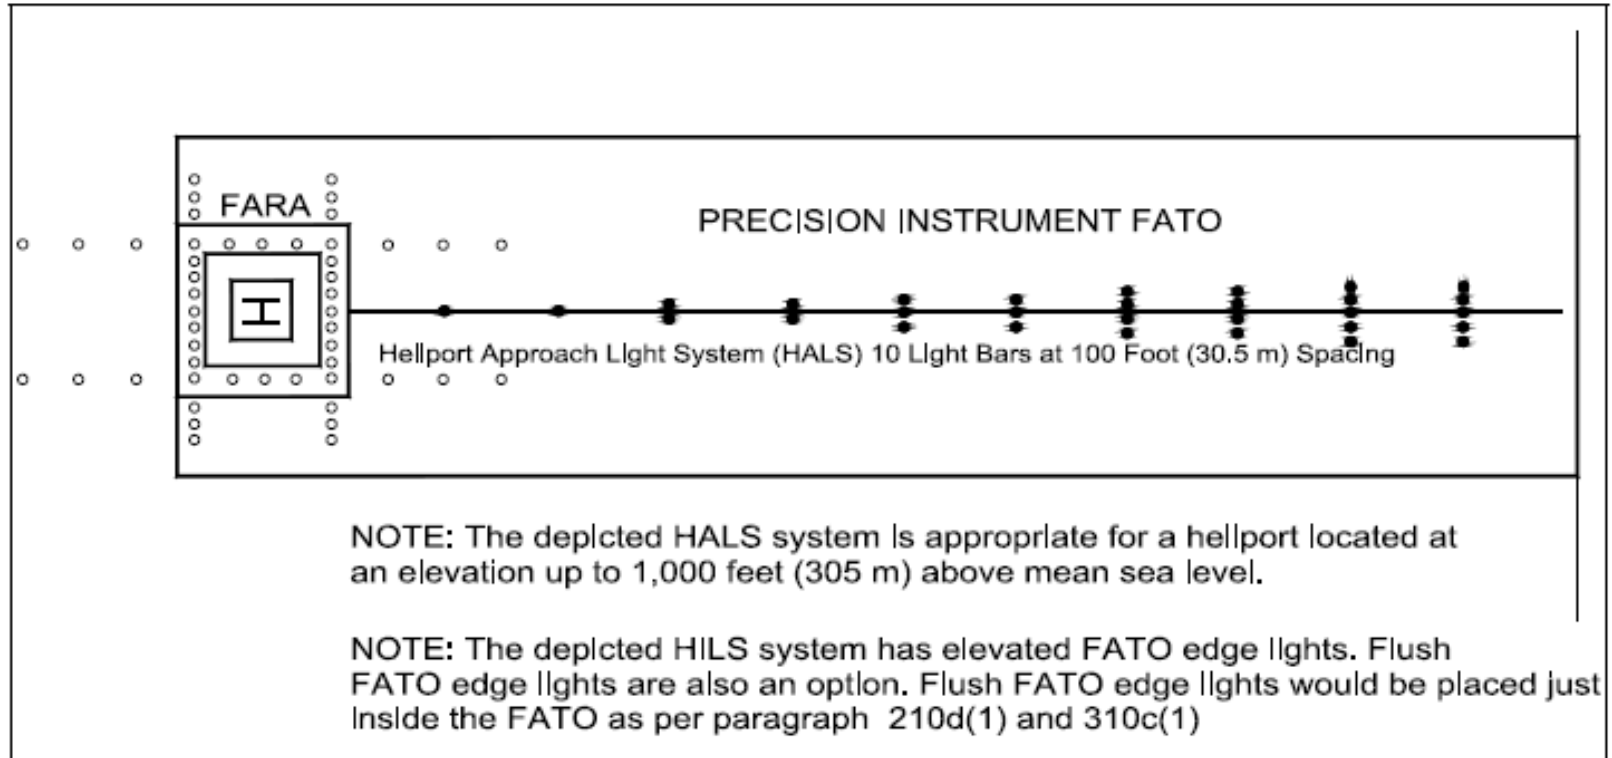 FARA
PRECISION INSTRUMENT FATO
H
Heliport Approach Light System (HALS) 10 Light Bars at 100 Foot (30.5 m) Spacing
NOTE: The depicted HALS system is appropriate for a heliport located at
an elevation up to 1,000 feet (305 m) above mean sea level.
NOTE: The depicted HILS system has elevated FATO edge lights. Flush
FATO edge lights are also an option. Flush FATO edge lights would be placed just
inside the FATO as per paragraph 210d(1) and 310c(1)